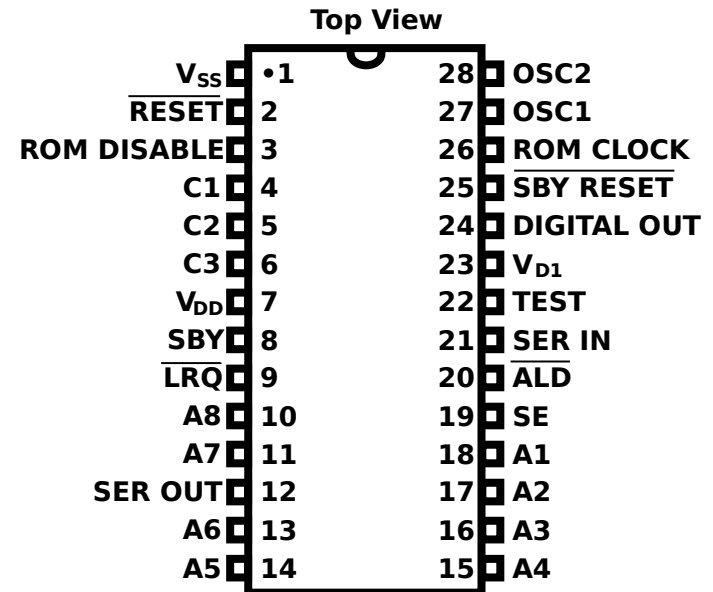 Top View
VSS •1 28 OSC2
RESET 2 27 OSC1
ROM DISABLE 3 26 ROM CLOCK
C1 4 25 SBY RESET
C2 5 24 DIGITAL OUT
C3 6 23 VD1
VDD 7 22 TEST
SBY 8 21 SER IN
LRQ 9 20 ALD
A8 10 19 SE
A7 11 18 A1
SER OUT 12 17 A2
A6 13 16 A3
A5 14 15 A4